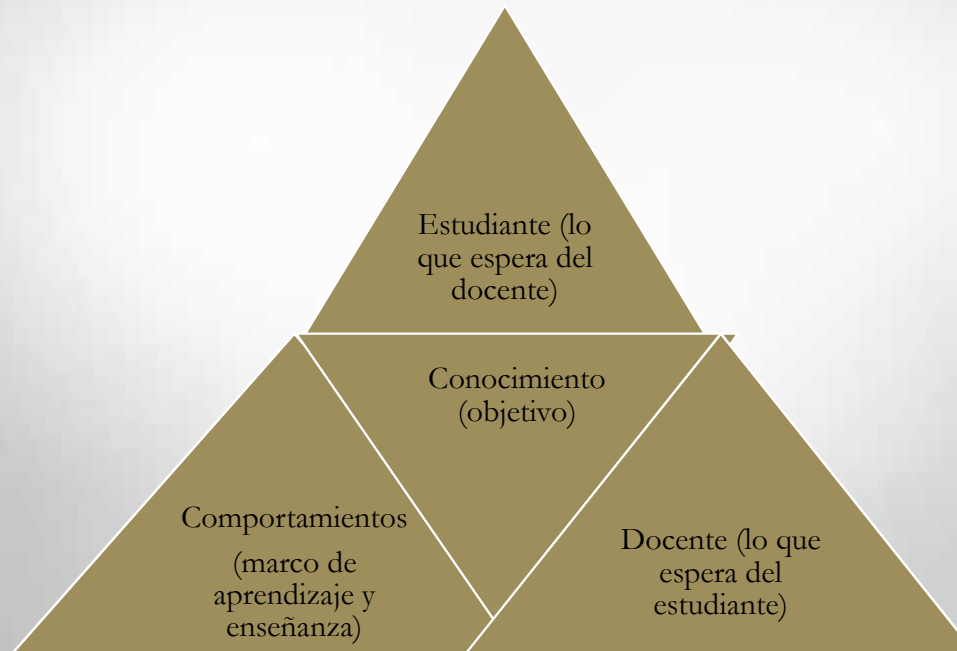 Estudiante (lo
que espera del
docente)
Conocimiento
(objetivo)
Comportamientos
(marco de
aprendizaje y
enseñanza)
Docente (lo que
espera del
estudiante)